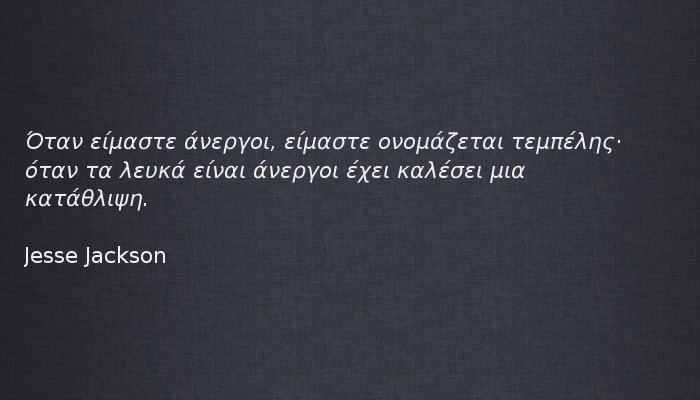 Όταν είμαστε άνεργοι, είμαστε ονομάζεται τεμπέλης·
όταν τα λευκά είναι άνεργοι έχει καλέσει μια
κατάθλιψη.
Jesse Jackson